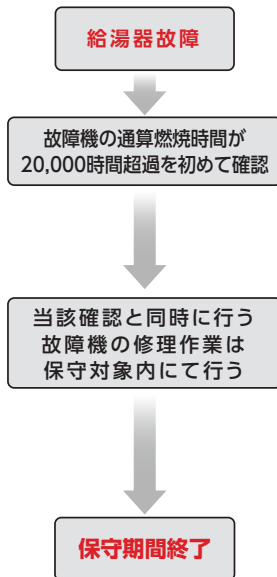 給湯器故障
故障機の通算燃焼時間が
20,000時間超過を初めて確認
当該確認と同時に行う
故障機の修理作業は
保守対象内にて行う
保守期間終了